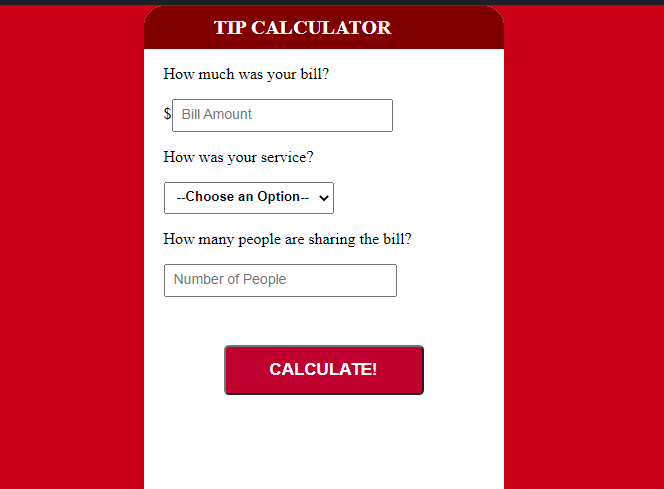 TIP CALCULATOR
How much was your bill?
$ Bill Amount
How was your service?
--Choose an Option--
How many people are sharing the bill?
Number of People
CALCULATE!